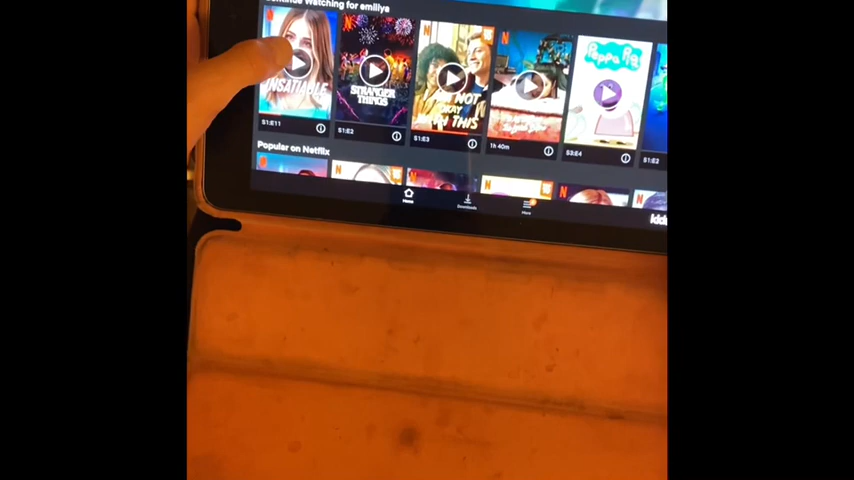 Continue Watching for emiliya
INSATIABLE
STRANGER THINGS
AM NOT
OKAY
WITH THIS
Peppa Pig
S1:E11
S1:E2
S1:E3
1h 40m
S3:E4
S1:E2
Popular on Netflix
Home
Downloads
More